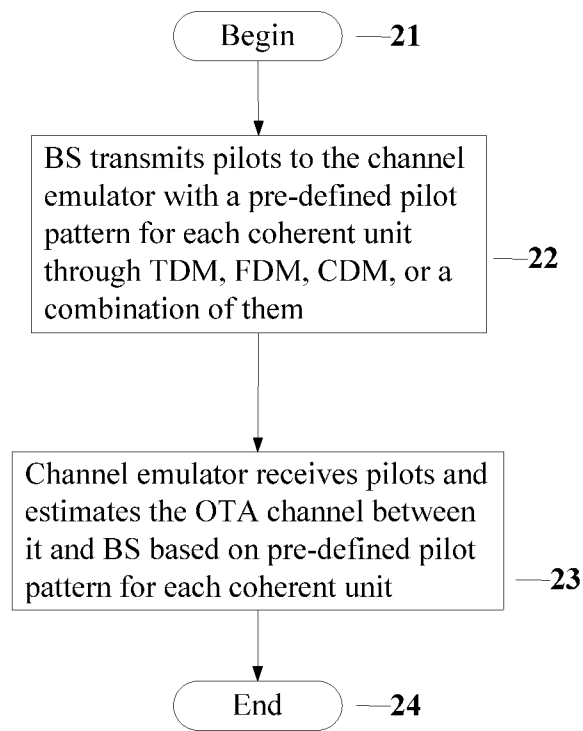 Begin
21
BS transmits pilots to the channel
emulator with a pre-defined pilot
pattern for each coherent unit
through TDM, FDM, CDM, or a
combination of them
22
Channel emulator receives pilots and
estimates the OTA channel between
it and BS based on pre-defined pilot
pattern for each coherent unit
23
End
24